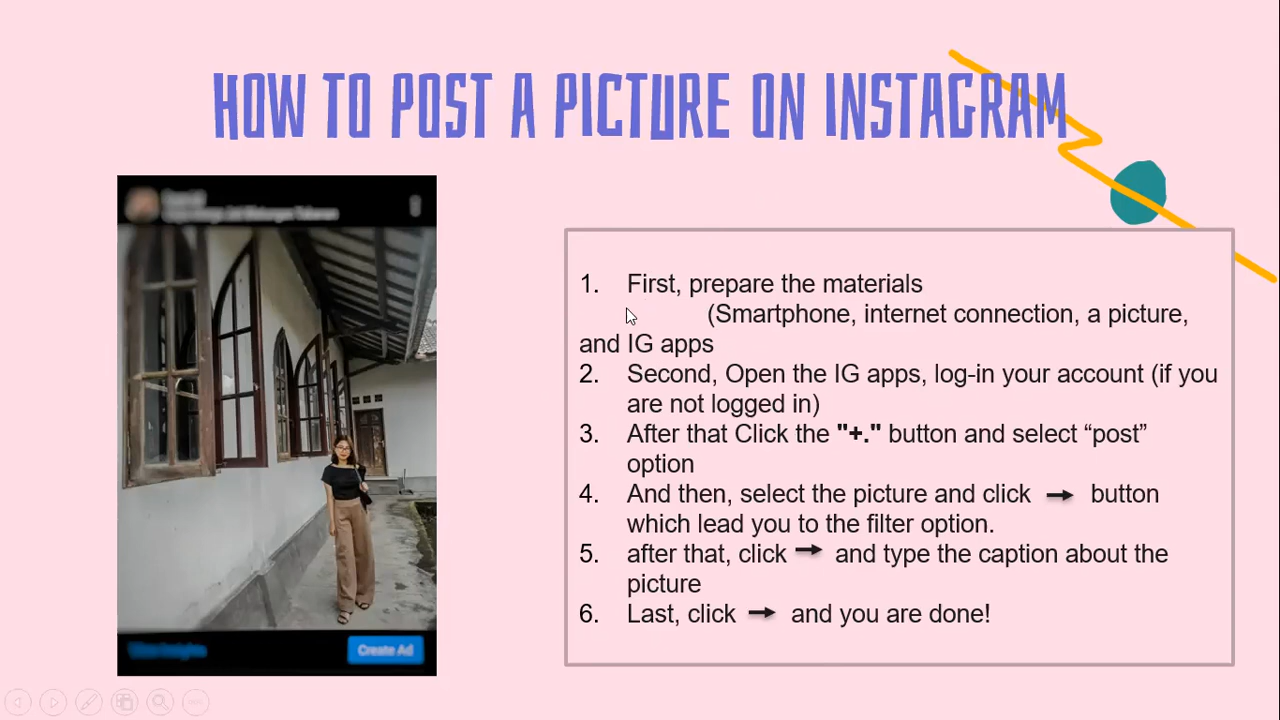 HOW TO POST A PICTURE ON INSTAGRAM
1. First, prepare the materials
(Smartphone, internet connection, a picture,
and IG apps
2. Second, Open the IG apps, log-in your account (if you
are not logged in)
3. After that Click the "+." button and select “post”
option
4. And then, select the picture and click → button
which lead you to the filter option.
5. after that, click → and type the caption about the
picture
6. Last, click → and you are done!
Create Ad